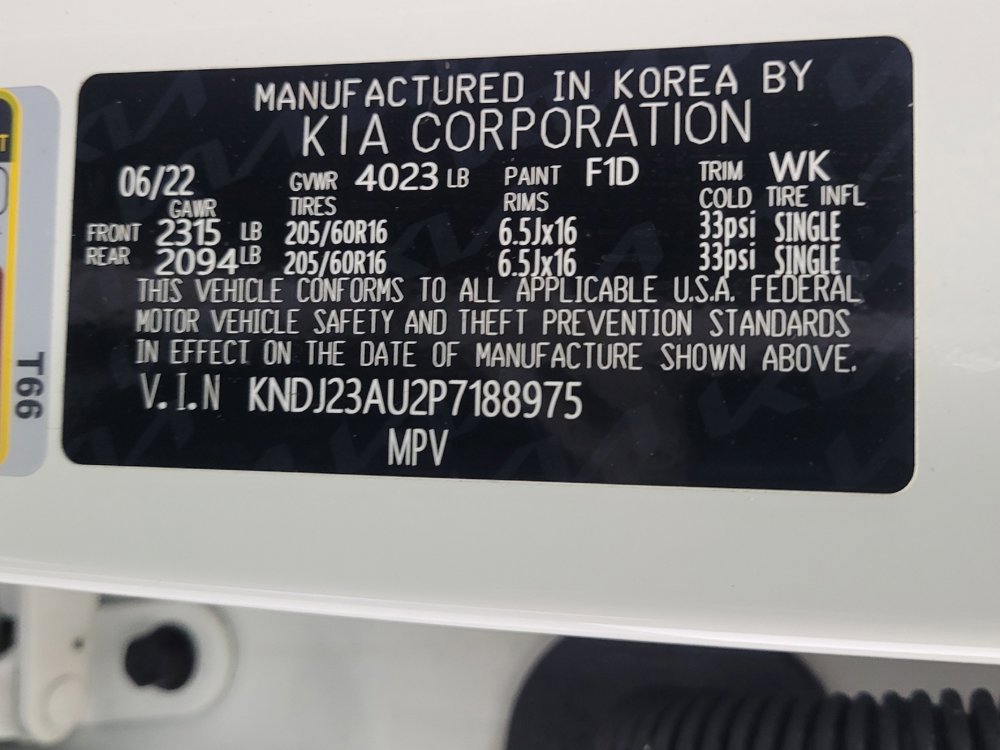 MANUFACTURED IN KOREA BY
KIA CORPORATION
06/22 GVWR 4023 LB PAINT F1D TRIM WK
GAWR TIRES RIMS COLD TIRE INFL
FRONT 2315 LB 205/60R16 6.5Jx16 33psi SINGLE
REAR 2094 LB 205/60R16 6.5Jx16 33psi SINGLE
THIS VEHICLE CONFORMS TO ALL APPLICABLE U.S.A. FEDERAL
MOTOR VEHICLE SAFETY AND THEFT PREVENTION STANDARDS
IN EFFECT ON THE DATE OF MANUFACTURE SHOWN ABOVE.
V.I.N KNDJ23AU2P7188975
MPV
T66